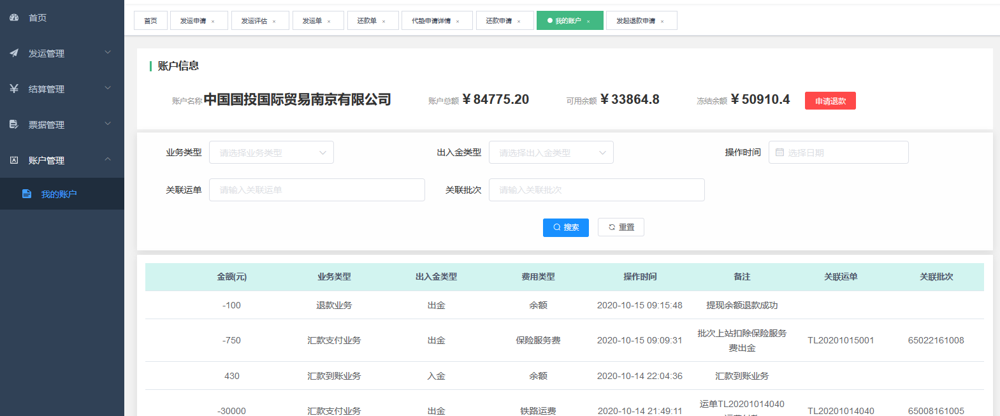 首页
发运管理
结算管理
票据管理
账户管理
我的账户
首页 发运申请 × 发运评估 × 发运单 × 还款单 × 代垫申请详情 × 还款申请 × 我的账户 × 发起退款申请 ×
账户信息
账户名称 中国国投国际贸易南京有限公司 账户总额 ¥ 84775.20 可用余额 ¥ 33864.8 冻结余额 ¥ 50910.4 申请退款
业务类型 请选择业务类型 出入金类型 请选择出入金类型 操作时间 选择日期
关联运单 请输入关联运单 关联批次 请输入关联批次
搜索 重置
金额(元) 业务类型 出入金类型 费用类型 操作时间 备注 关联运单 关联批次
-100 退款业务 出金 余额 2020-10-15 09:15:48 提现余额退款成功
-750 汇款支付业务 出金 保险服务费 2020-10-15 09:09:31 批次上站扣除保险服务 TL20201015001 65022161008
费出金
430 汇款到账业务 入金 余额 2020-10-14 22:04:36 汇款到账业务
-30000 汇款支付业务 出金 铁路运费 2020-10-14 21:49:11 运单TL20201014040 TL20201014040 65008161005